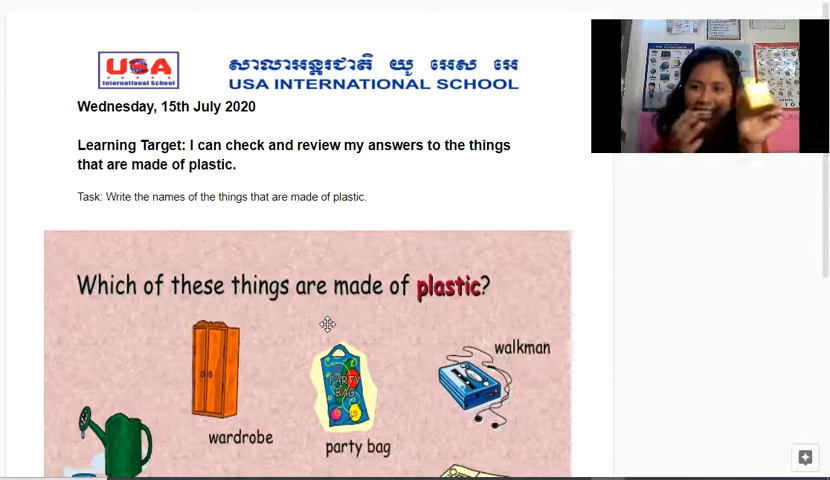 USA
International School
សាលាអន្តរជាតិ យូ អេស អេ
USA INTERNATIONAL SCHOOL
Wednesday, 15th July 2020
Learning Target: I can check and review my answers to the things
that are made of plastic.
Task: Write the names of the things that are made of plastic.
Which of these things are made of plastic?
walkman
PARTY
BAG
wardrobe
party bag